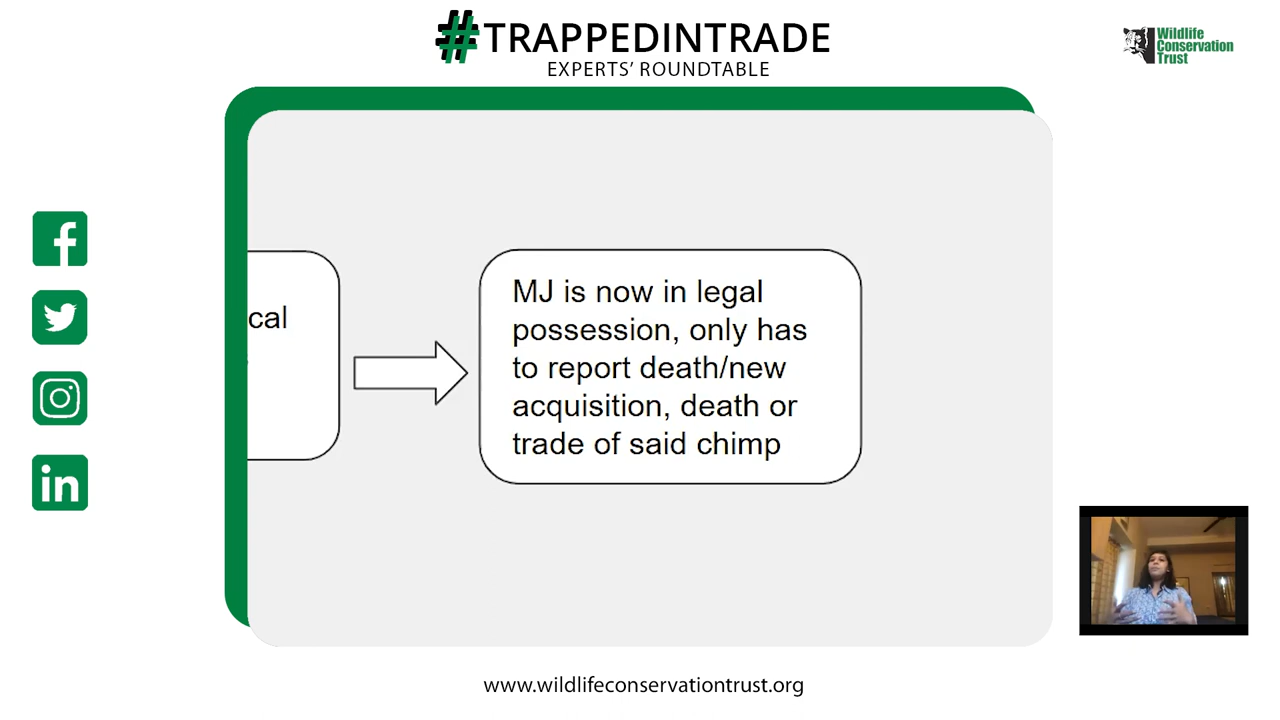 #TRAPPEDINTRADE
EXPERTS' ROUNDTABLE
Wildlife
Conservation
Trust
cal
MJ is now in legal
possession, only has
to report death/new
acquisition, death or
trade of said chimp
www.wildlifeconservationtrust.org